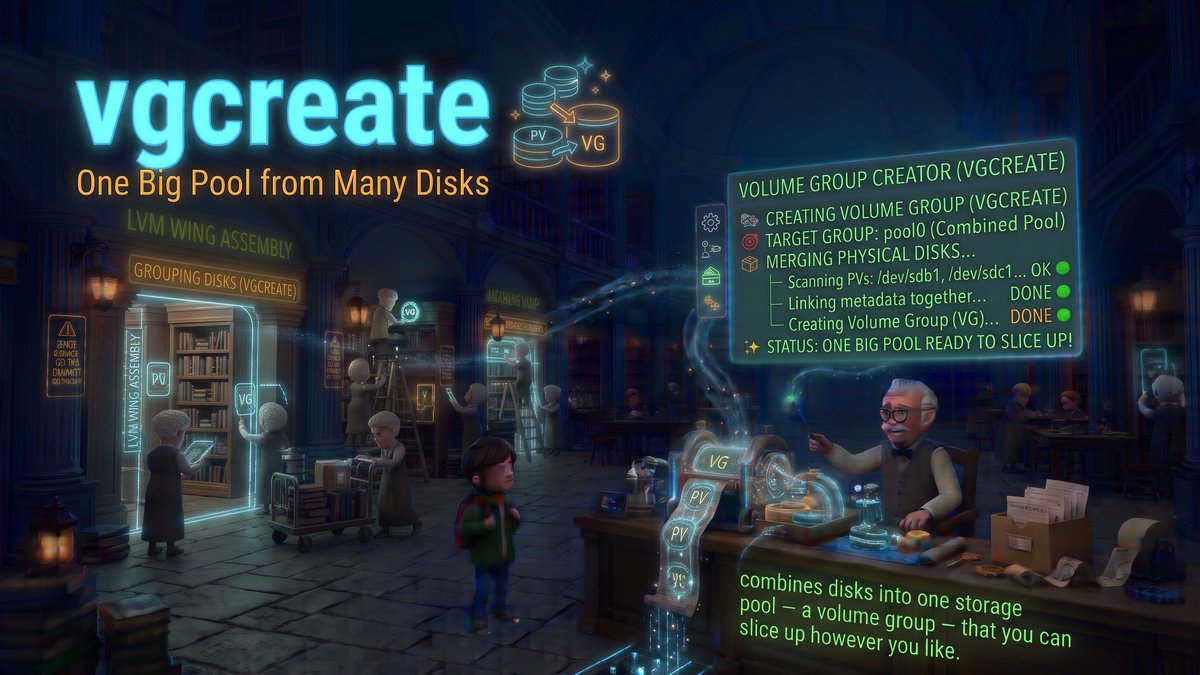 vgcreate
One Big Pool from Many Disks
PV
VG
LVM WING ASSEMBLY
GROUPING DISKS (VGCREATE)
LVM WING ASSEMBLY
VG
VG
VOLUME GROUP CREATOR (VGCREATE)
CREATING VOLUME GROUP (VGCREATE)
TARGET GROUP: pool0 (Combined Pool)
MERGING PHYSICAL DISKS...
Scanning PVs: /dev/sdb1, /dev/sdc1... OK
Linking metadata together... DONE
Creating Volume Group (VG)... DONE
STATUS: ONE BIG POOL READY TO SLICE UP!
VG
PV
PV
combines disks into one storage
pool — a volume group — that you can
slice up however you like.